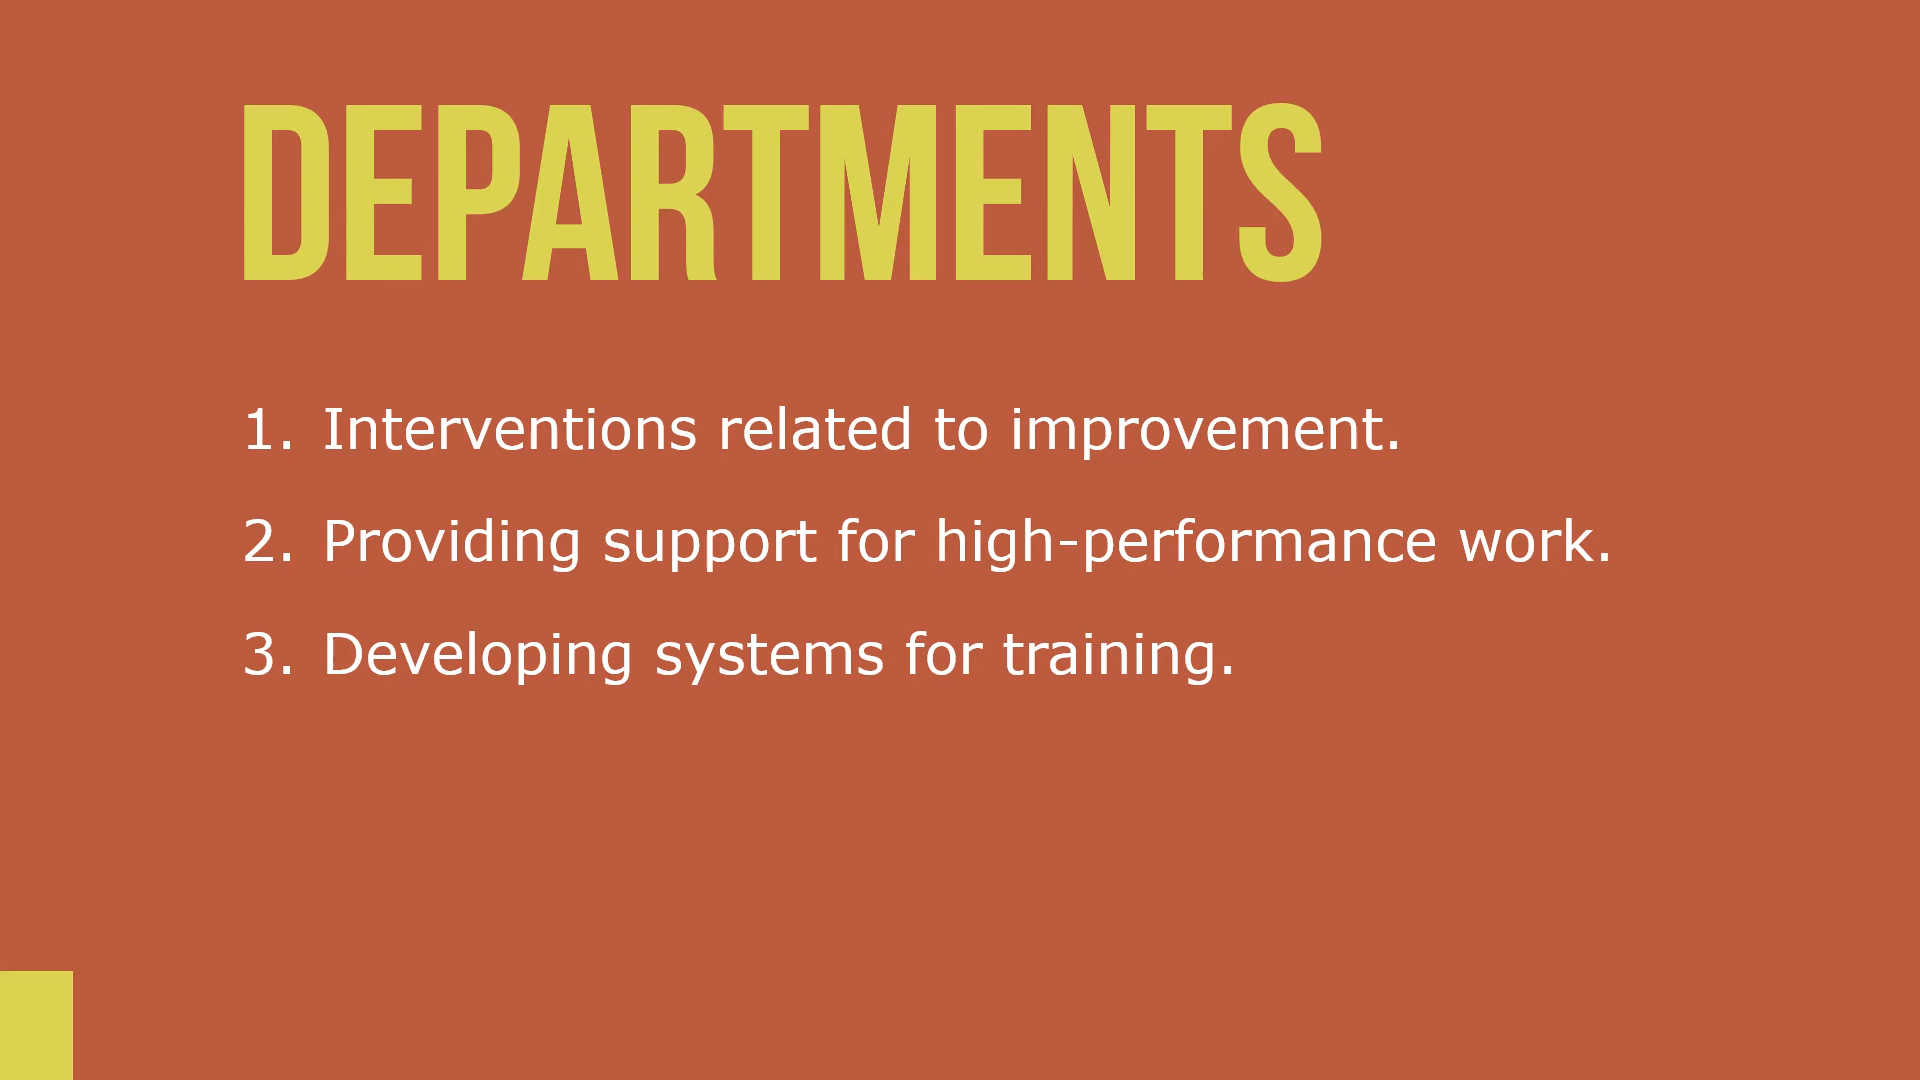 DEPARTMENTS
1. Interventions related to improvement.
2. Providing support for high-performance work.
3. Developing systems for training.